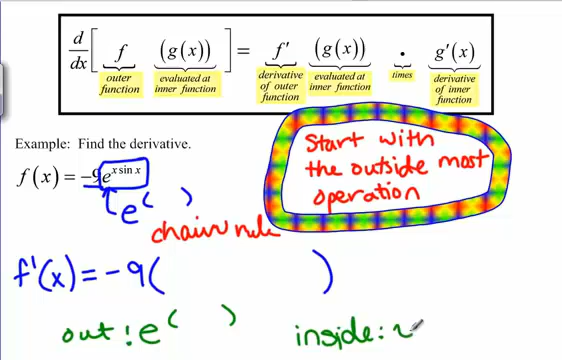 d/dx [ f (g(x)) ] = f′ (g(x)) · g′(x)
outer function evaluated at inner function derivative of outer function evaluated at inner function times derivative of inner function
Example: Find the derivative.
f(x) = −9e^(x sin x)
Start with
the outside most
operation
e^( )
chain rule
f'(x) = -9( )
out: e^( ) inside: